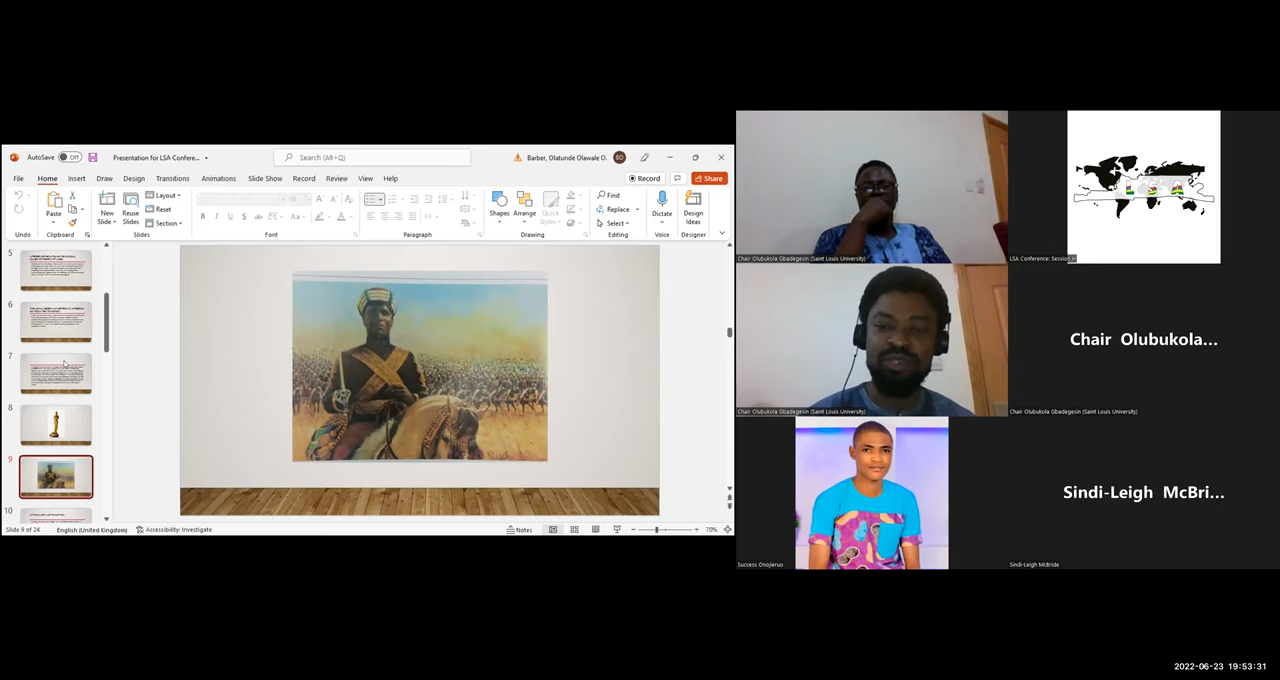 AutoSave Off Presentation for LSA Confere... Search (Alt+Q) Barber, Olatunde Olawale O. BO
File Home Insert Draw Design Transitions Animations Slide Show Record Review View Help Record Share
Paste New Slide Reuse Slides Layout Reset Section Shapes Arrange Quick Styles Find Replace Select Dictate Design Ideas
B I U S ab AV Aa A
Undo Clipboard Slides Font Paragraph Drawing Editing Voice Designer
5
6
7
8
9
10
Slide 9 of 24 English (United Kingdom) Accessibility: Investigate Notes 70%
Chair Olubukola Gbadegesin (Saint Louis University)
LSA
LSA Conference: Session H
Chair Olubukola Gbadegesin (Saint Louis University)
Chair Olubukola...
Chair Olubukola Gbadegesin (Saint Louis University)
Success Onojieruo
Sindi-Leigh McBri...
Sindi-Leigh McBride
2022-06-23 19:53:31